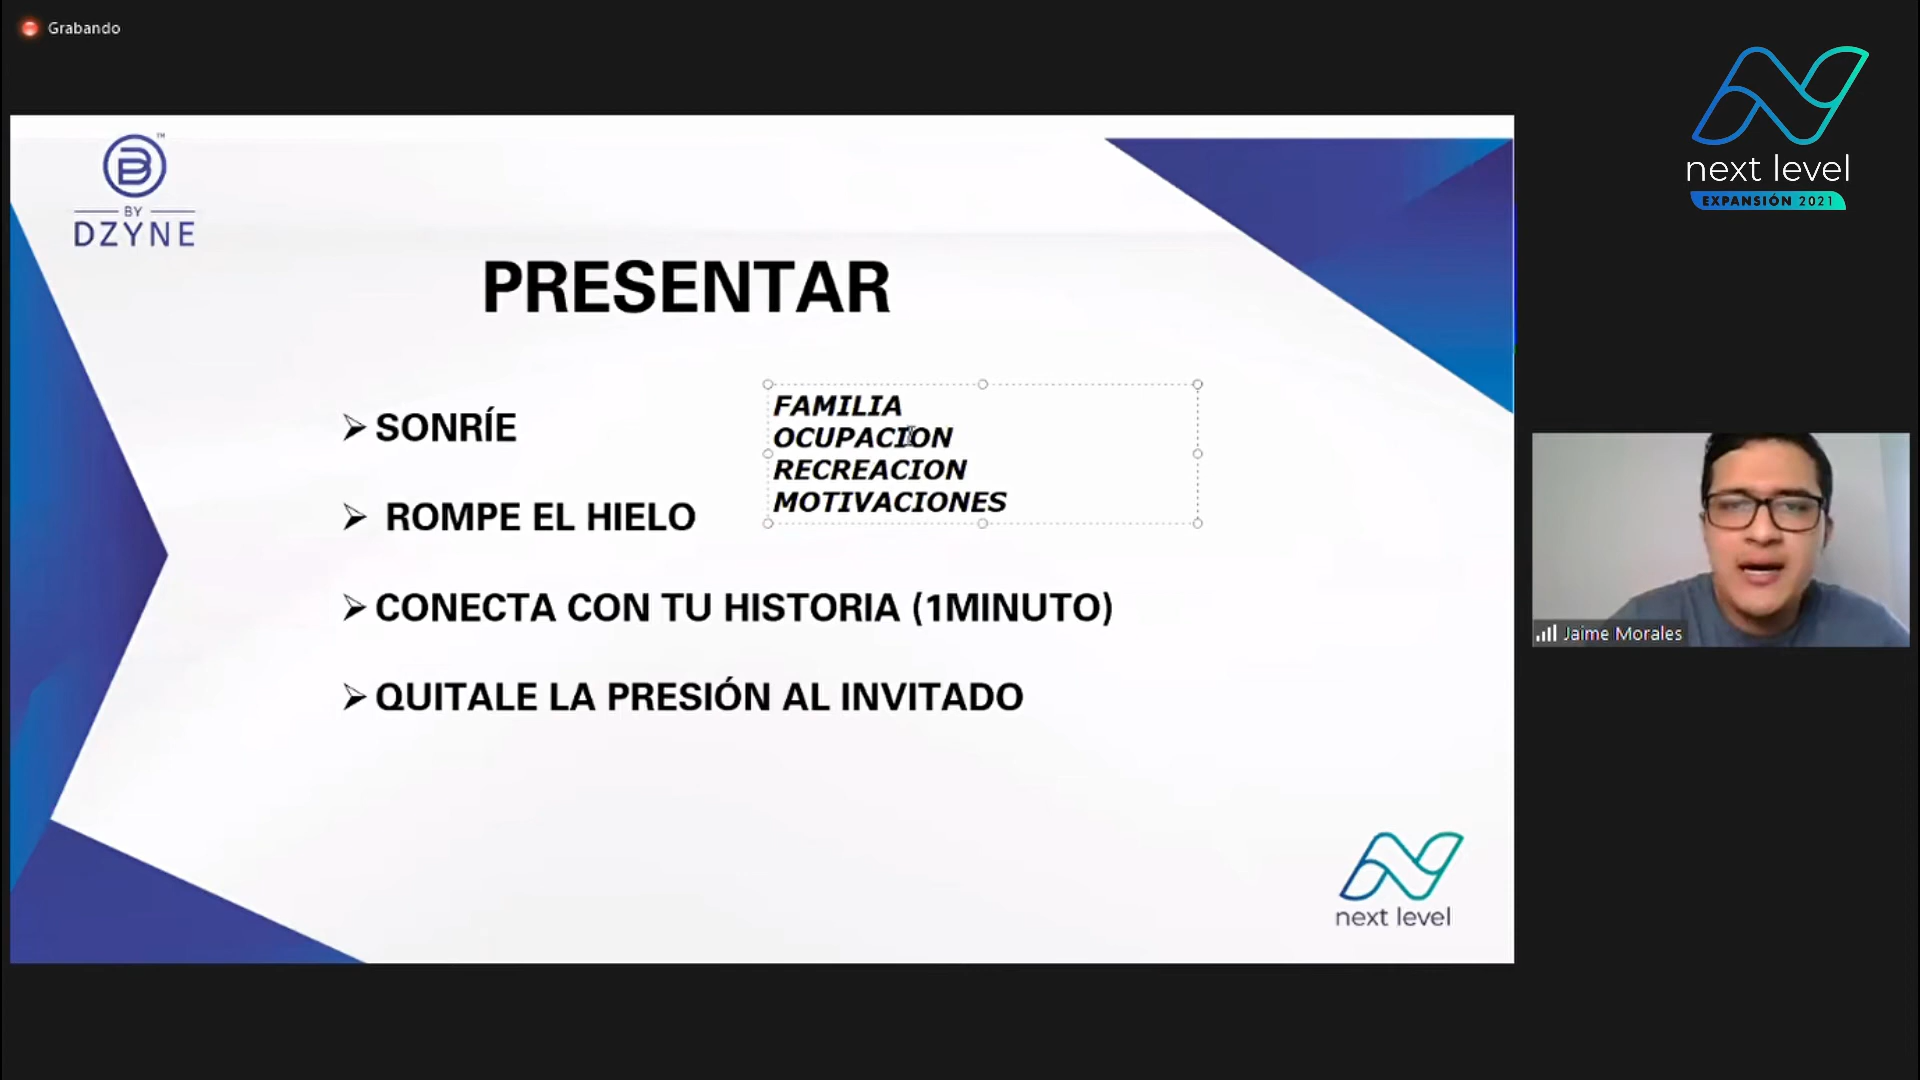 Grabando
next level
EXPANSIÓN 2021
B
™
BY
DZYNE
PRESENTAR
FAMILIA
OCUPACION
RECREACION
MOTIVACIONES
➢ SONRÍE
➢ ROMPE EL HIELO
➢ CONECTA CON TU HISTORIA (1MINUTO)
➢ QUITALE LA PRESIÓN AL INVITADO
Jaime Morales
next level